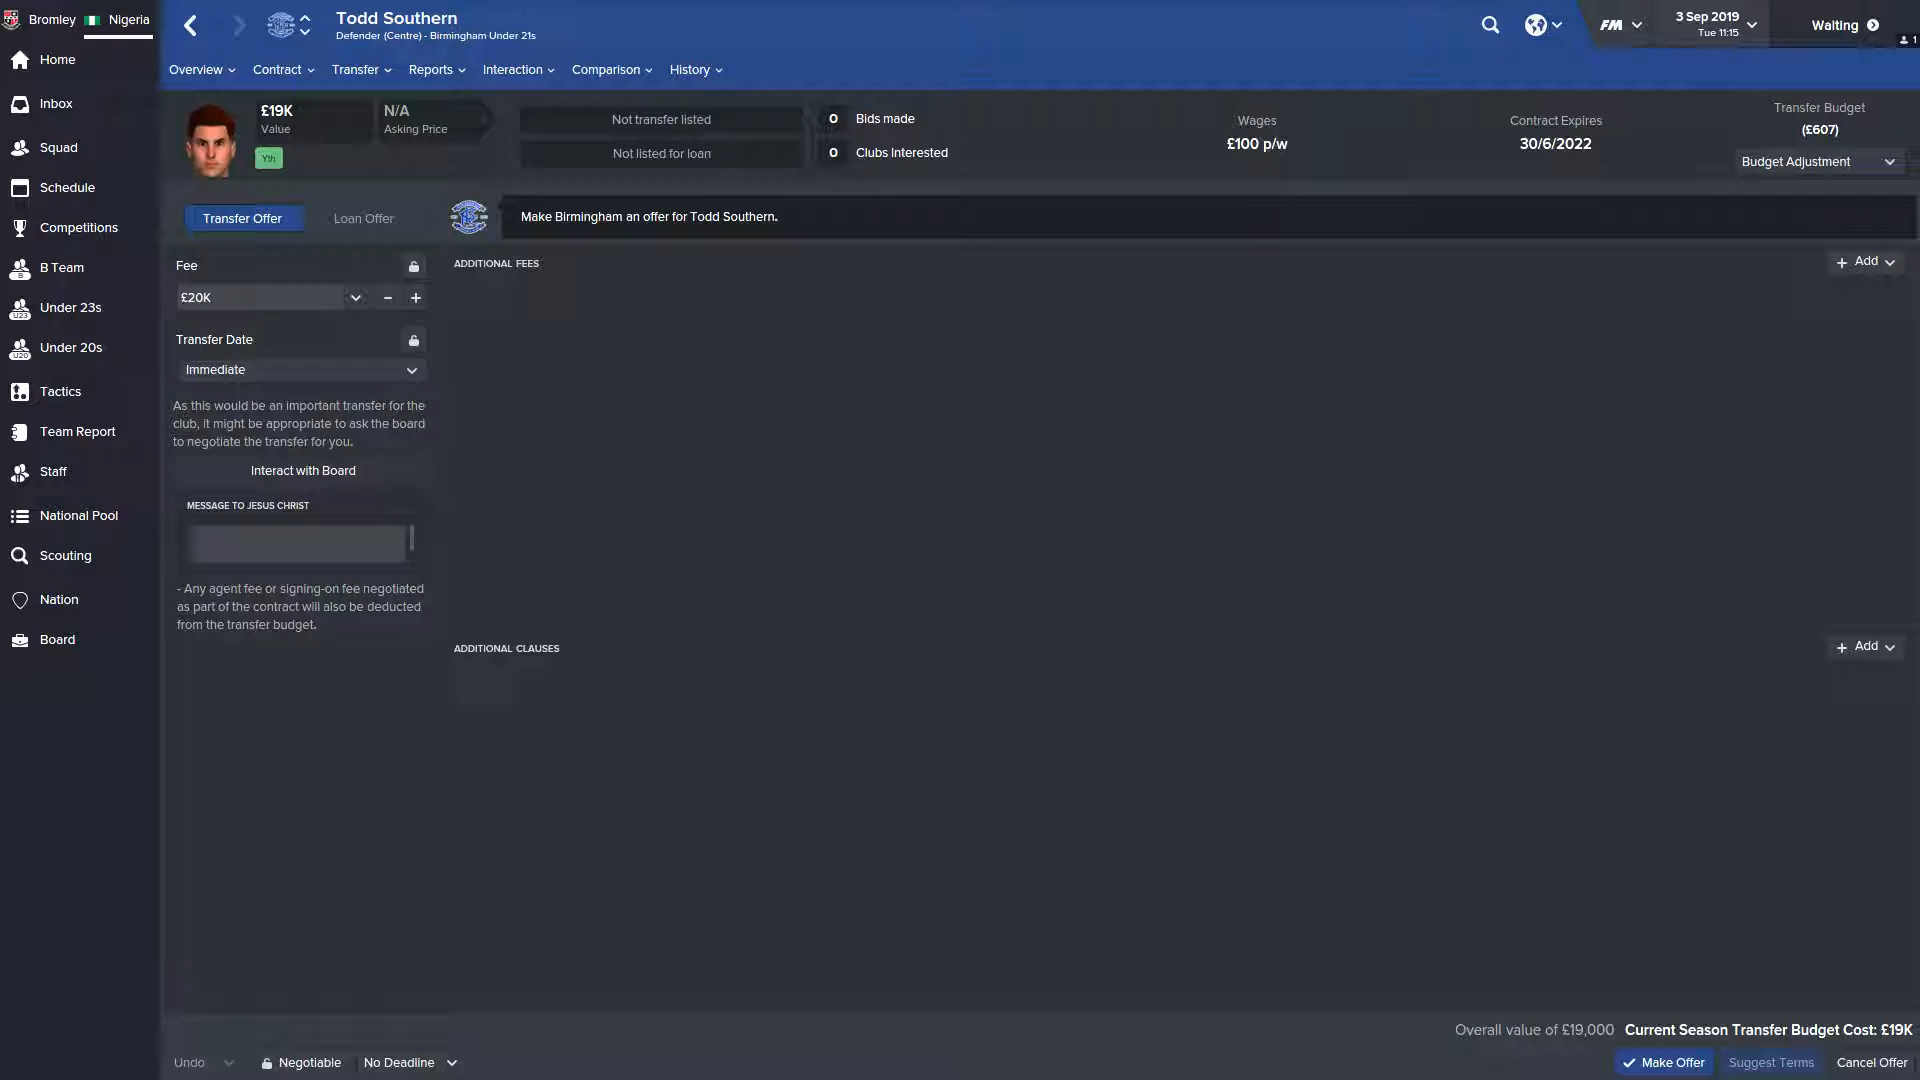 Bromley
Nigeria
Todd Southern
Defender (Centre) - Birmingham Under 21s
FM
3 Sep 2019
Tue 11:15
Waiting
1
Home
Inbox
Squad
Schedule
Competitions
B Team
Under 23s
Under 20s
Tactics
Team Report
Staff
National Pool
Scouting
Nation
Board
Overview
Contract
Transfer
Reports
Interaction
Comparison
History
£19K
Value
Yth
N/A
Asking Price
Not transfer listed
Not listed for loan
0 Bids made
0 Clubs Interested
Wages
£100 p/w
Contract Expires
30/6/2022
Transfer Budget
(£607)
Budget Adjustment
Transfer Offer
Loan Offer
Make Birmingham an offer for Todd Southern.
Fee
£20K
Transfer Date
Immediate
As this would be an important transfer for the
club, it might be appropriate to ask the board
to negotiate the transfer for you.
Interact with Board
MESSAGE TO JESUS CHRIST
- Any agent fee or signing-on fee negotiated
as part of the contract will also be deducted
from the transfer budget.
ADDITIONAL FEES
+ Add
ADDITIONAL CLAUSES
+ Add
Overall value of £19,000 Current Season Transfer Budget Cost: £19K
Undo
Negotiable
No Deadline
Make Offer
Suggest Terms
Cancel Offer